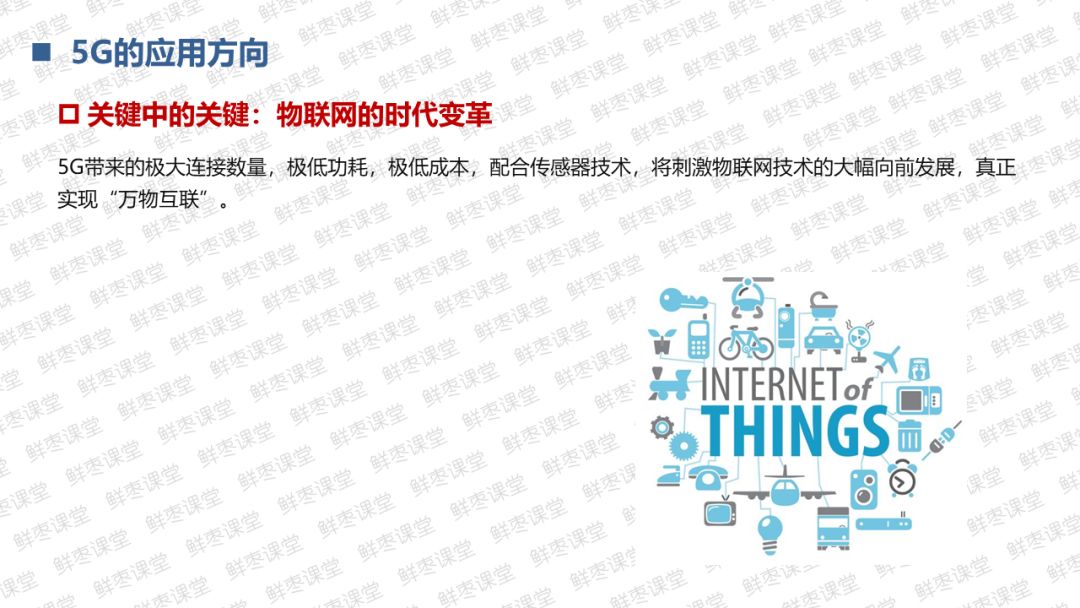 5G的应用方向
关键中的关键：物联网的时代变革
5G带来的极大连接数量，极低功耗，极低成本，配合传感器技术，将刺激物联网技术的大幅向前发展，真正
实现“万物互联”。
INTERNET of
THINGS
鲜枣课堂